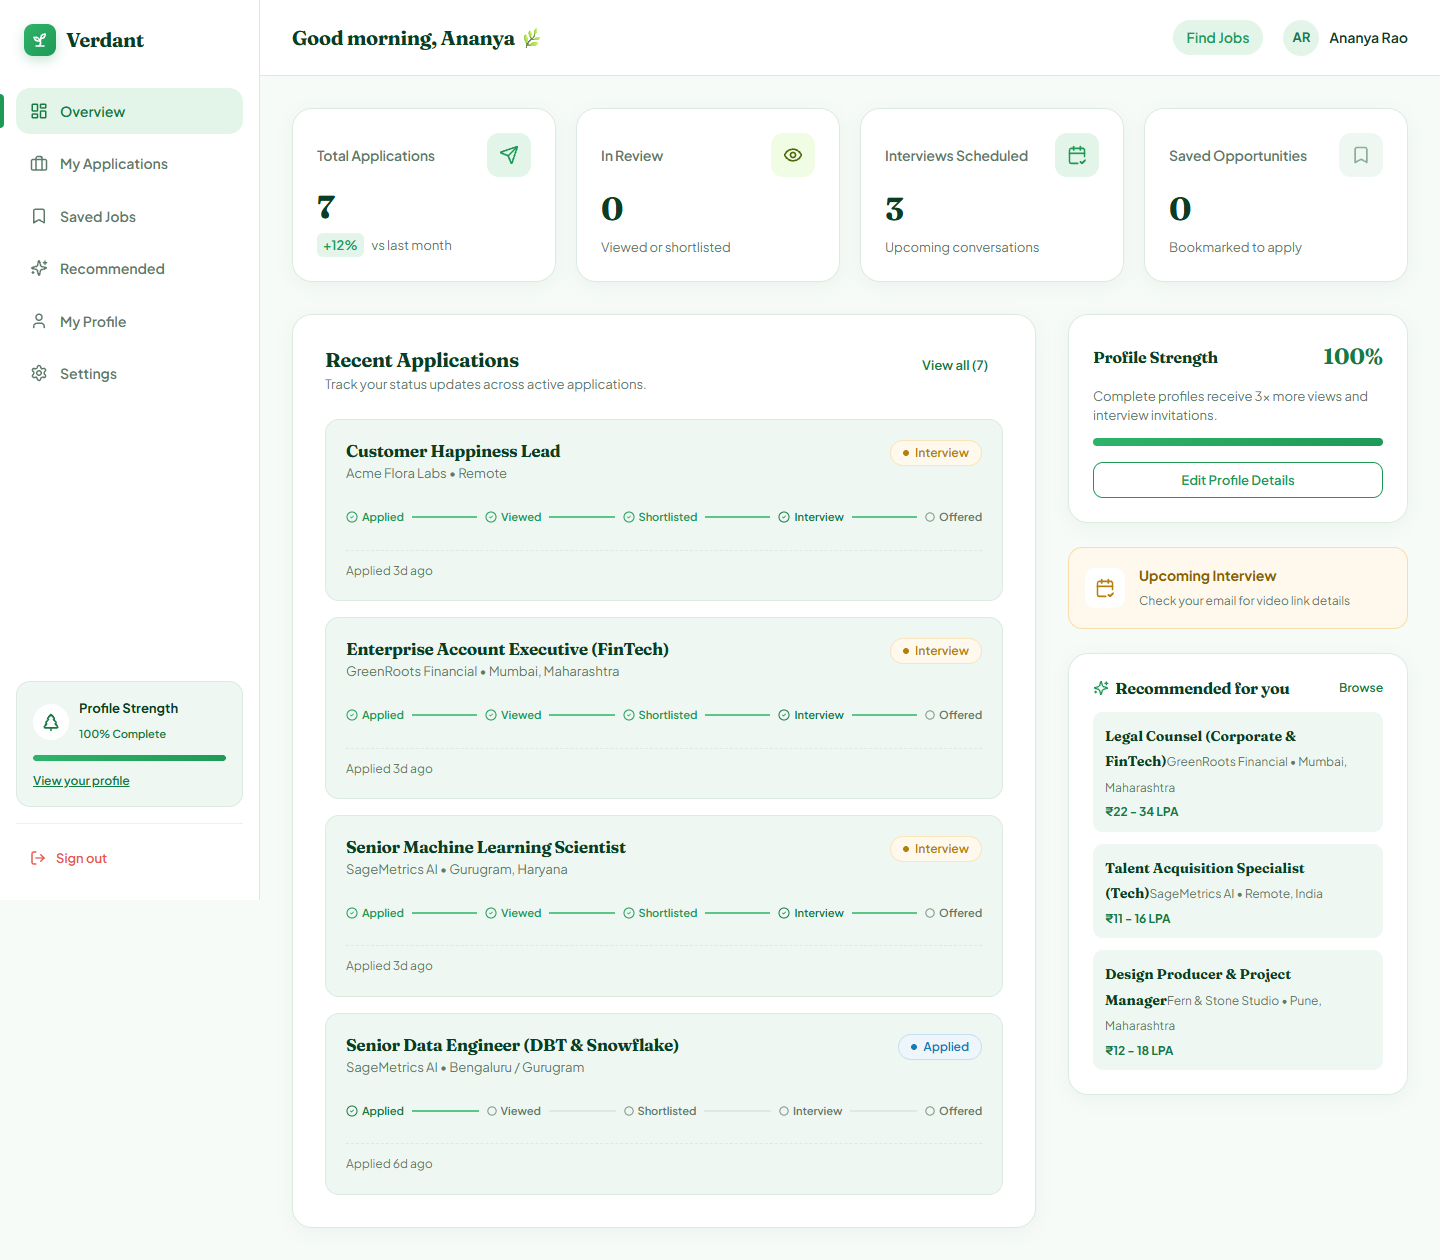 Verdant
Overview
My Applications
Saved Jobs
Recommended
My Profile
Settings
Profile Strength
100% Complete
View your profile
Sign out
Good morning, Ananya 🌿
Find Jobs
AR
Ananya Rao
Total Applications
7
+12% vs last month
In Review
0
Viewed or shortlisted
Interviews Scheduled
3
Upcoming conversations
Saved Opportunities
0
Bookmarked to apply
Recent Applications
Track your status updates across active applications.
View all (7)
Customer Happiness Lead
Acme Flora Labs • Remote
Interview
Applied Viewed Shortlisted Interview Offered
Applied 3d ago
Enterprise Account Executive (FinTech)
GreenRoots Financial • Mumbai, Maharashtra
Interview
Applied Viewed Shortlisted Interview Offered
Applied 3d ago
Senior Machine Learning Scientist
SageMetrics AI • Gurugram, Haryana
Interview
Applied Viewed Shortlisted Interview Offered
Applied 3d ago
Senior Data Engineer (DBT & Snowflake)
SageMetrics AI • Bengaluru / Gurugram
Applied
Applied Viewed Shortlisted Interview Offered
Applied 6d ago
Profile Strength 100%
Complete profiles receive 3× more views and
interview invitations.
Edit Profile Details
Upcoming Interview
Check your email for video link details
Recommended for you
Browse
Legal Counsel (Corporate &
FinTech)GreenRoots Financial • Mumbai,
Maharashtra
₹22 – 34 LPA
Talent Acquisition Specialist
(Tech)SageMetrics AI • Remote, India
₹11 – 16 LPA
Design Producer & Project
ManagerFern & Stone Studio • Pune,
Maharashtra
₹12 – 18 LPA